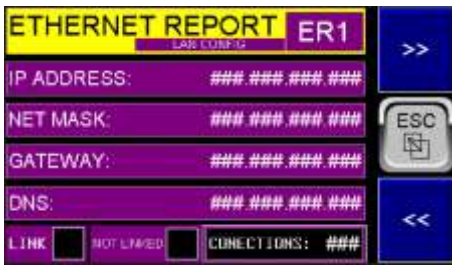 ETHERNET REPORT ER1
LAN CONFIG
>>
IP ADDRESS: ###.###.###.###
NET MASK: ###.###.###.###
ESC
GATEWAY: ###.###.###.###
DNS: ###.###.###.###
<<
LINK NOT LINKED CONECTIONS: ###